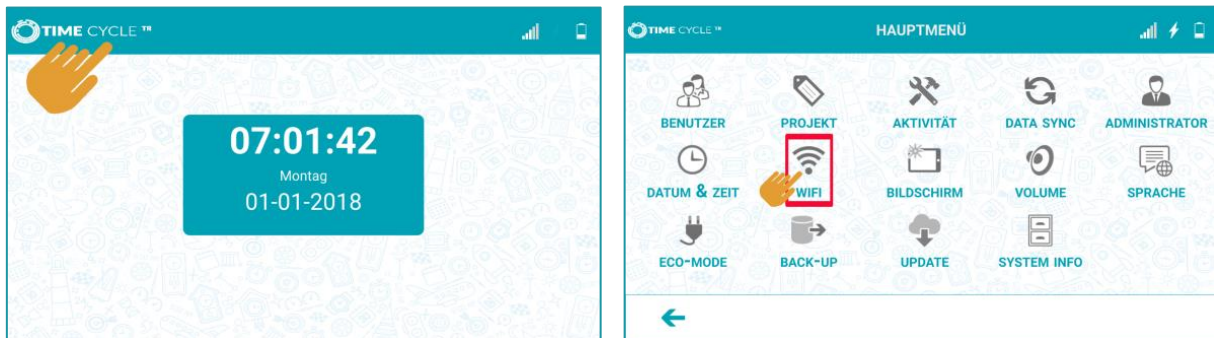 TIME CYCLE ™
07:01:42
Montag
01-01-2018
TIME CYCLE ™
HAUPTMENÜ
BENUTZER PROJEKT AKTIVITÄT DATA SYNC ADMINISTRATOR
DATUM & ZEIT WIFI BILDSCHIRM VOLUME SPRACHE
ECO-MODE BACK-UP UPDATE SYSTEM INFO